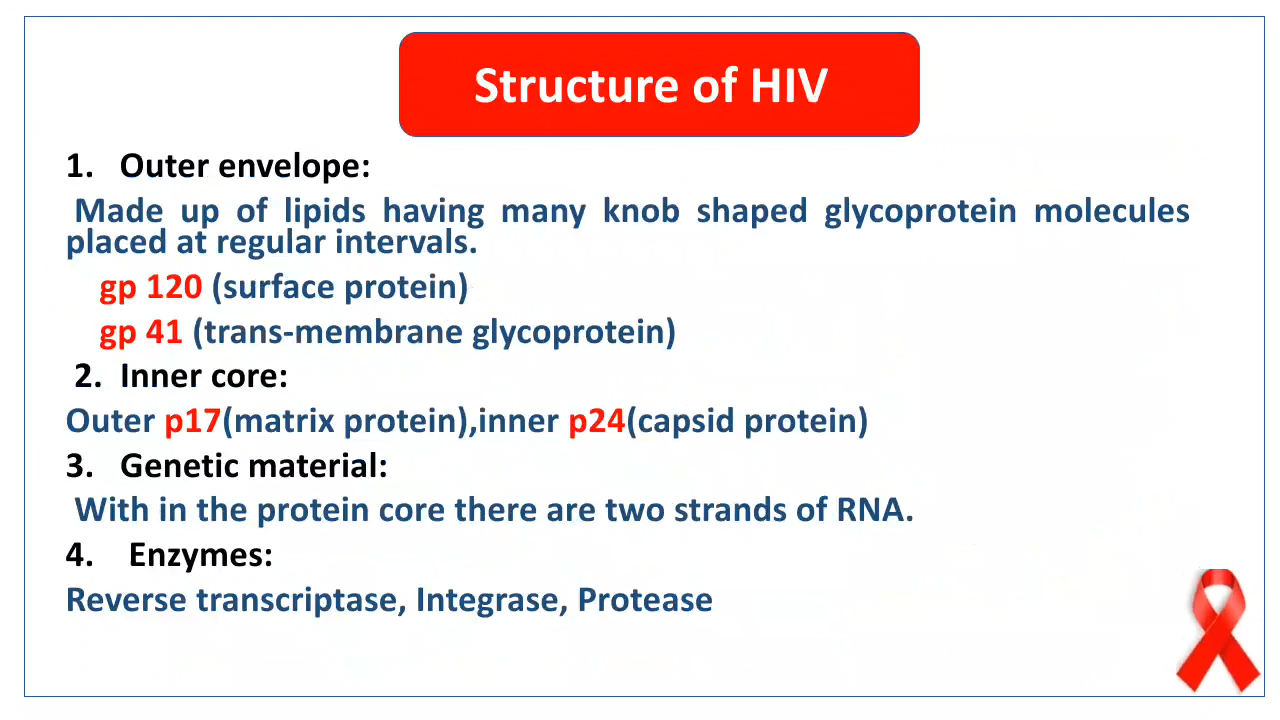 Structure of HIV
1. Outer envelope:
Made up of lipids having many knob shaped glycoprotein molecules
placed at regular intervals.
gp 120 (surface protein)
gp 41 (trans-membrane glycoprotein)
2. Inner core:
Outer p17(matrix protein),inner p24(capsid protein)
3. Genetic material:
With in the protein core there are two strands of RNA.
4. Enzymes:
Reverse transcriptase, Integrase, Protease